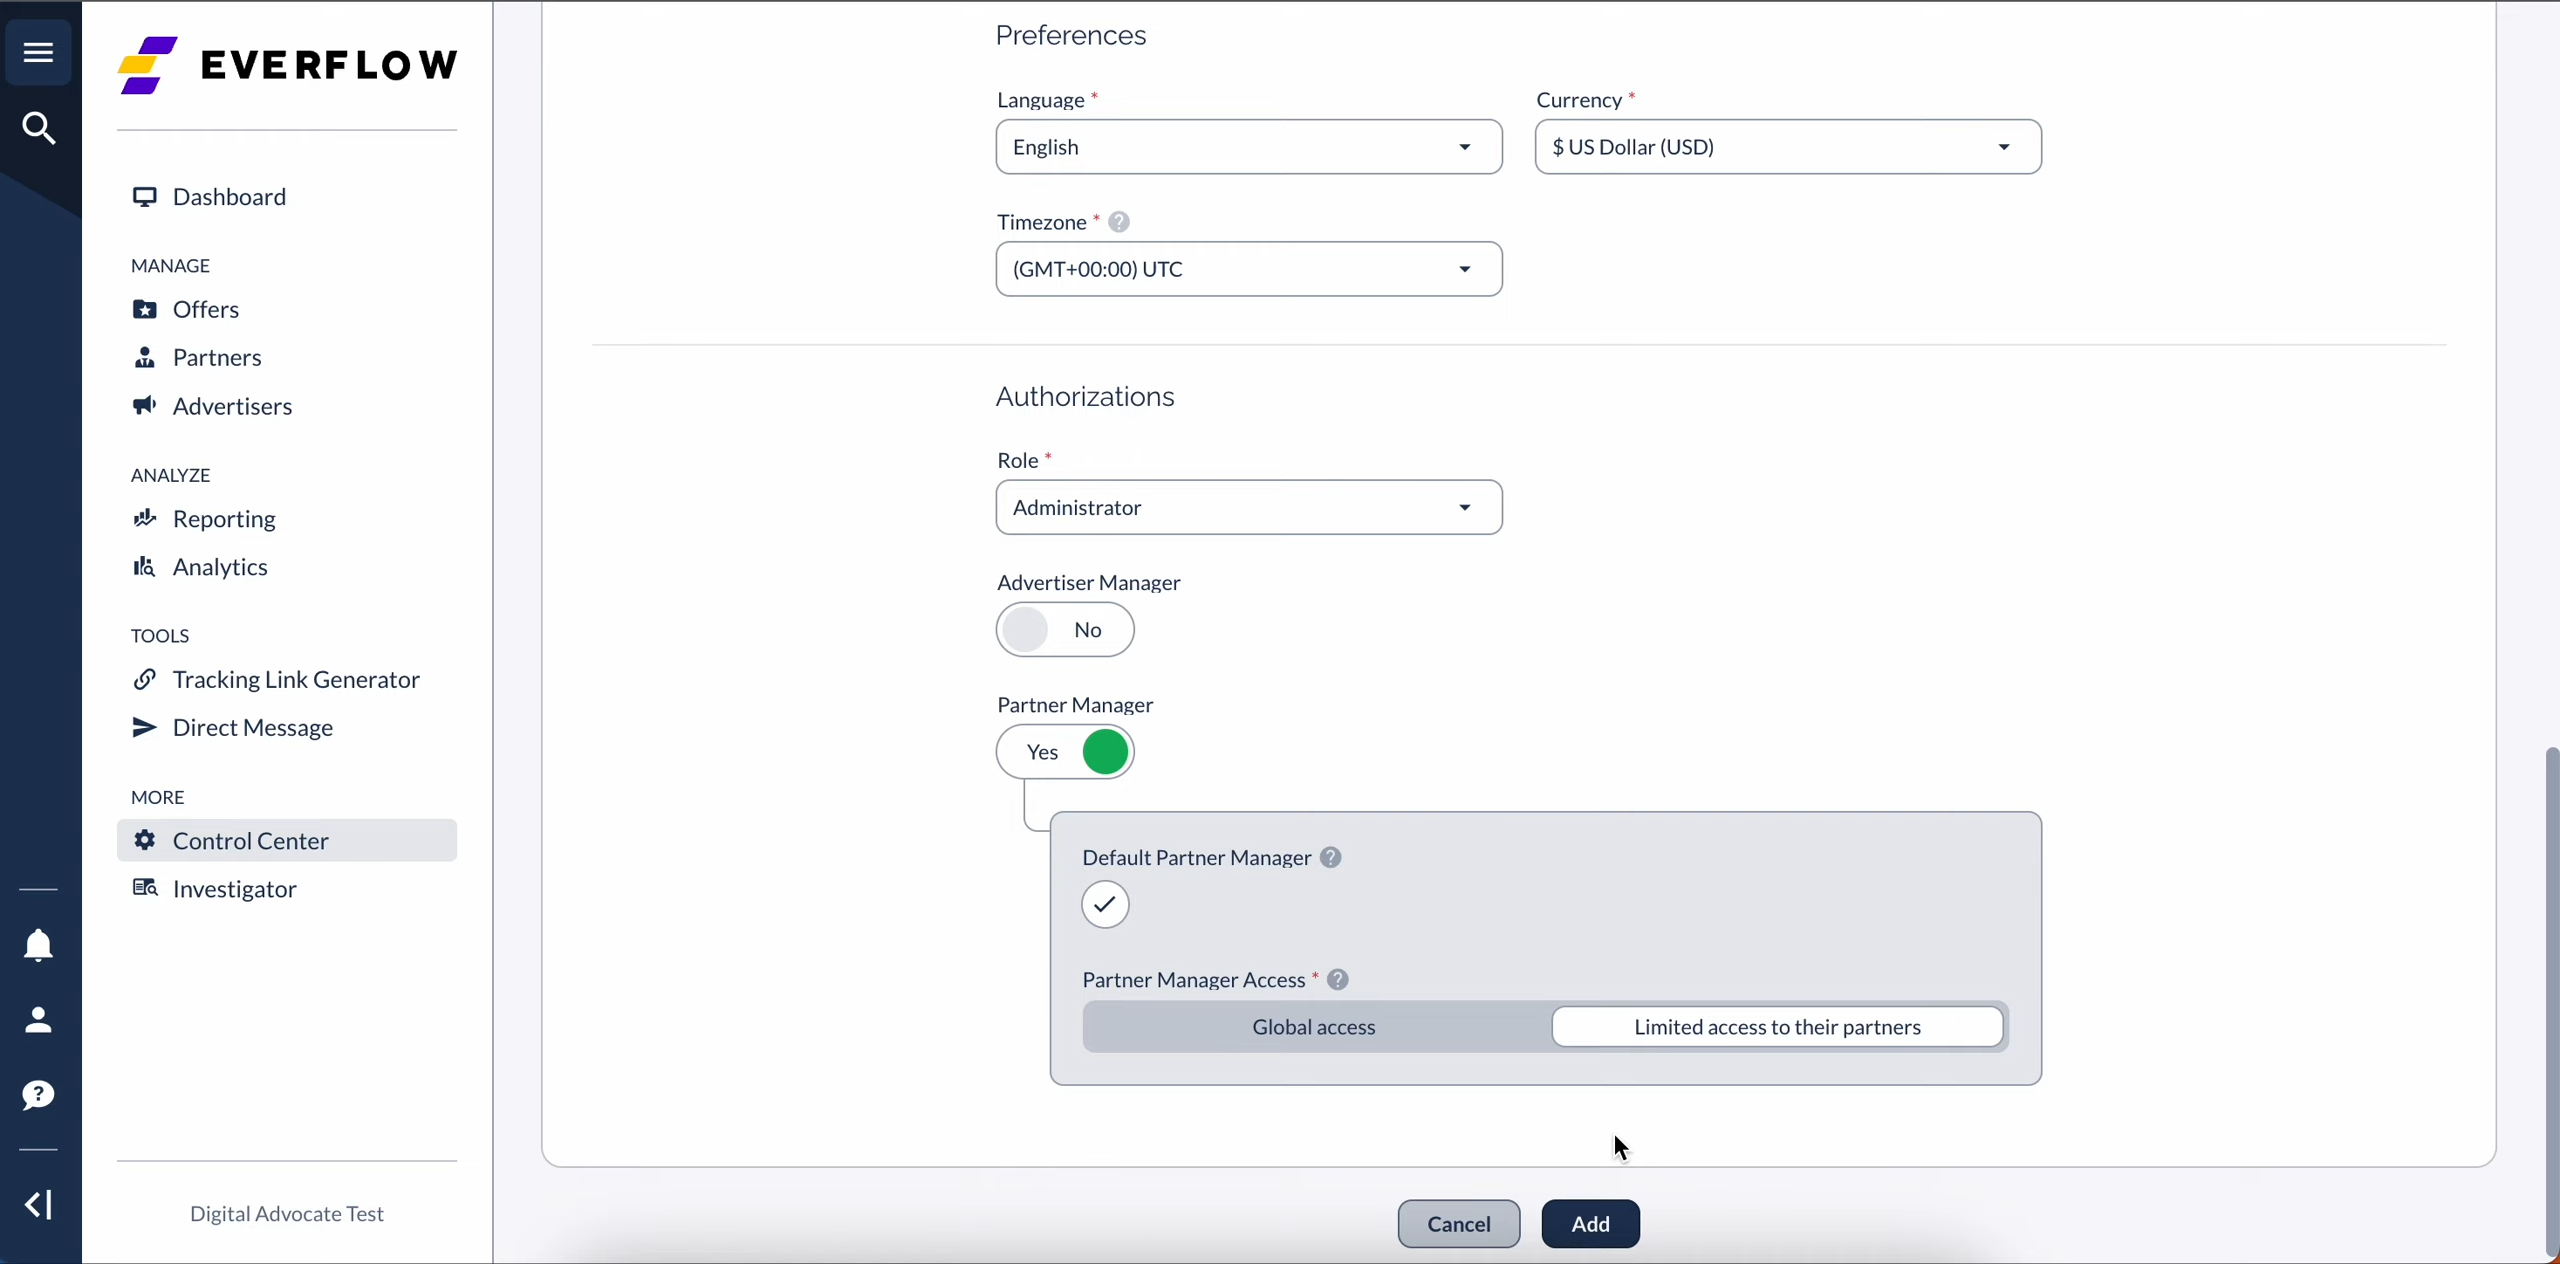 EVERFLOW
Dashboard
MANAGE
Offers
Partners
Advertisers
ANALYZE
Reporting
Analytics
TOOLS
Tracking Link Generator
Direct Message
MORE
Control Center
Investigator
Digital Advocate Test
Preferences
Language * Currency *
English $ US Dollar (USD)
Timezone * ?
(GMT+00:00) UTC
Authorizations
Role *
Administrator
Advertiser Manager
No
Partner Manager
Yes
Default Partner Manager ?
Partner Manager Access * ?
Global access Limited access to their partners
Cancel Add